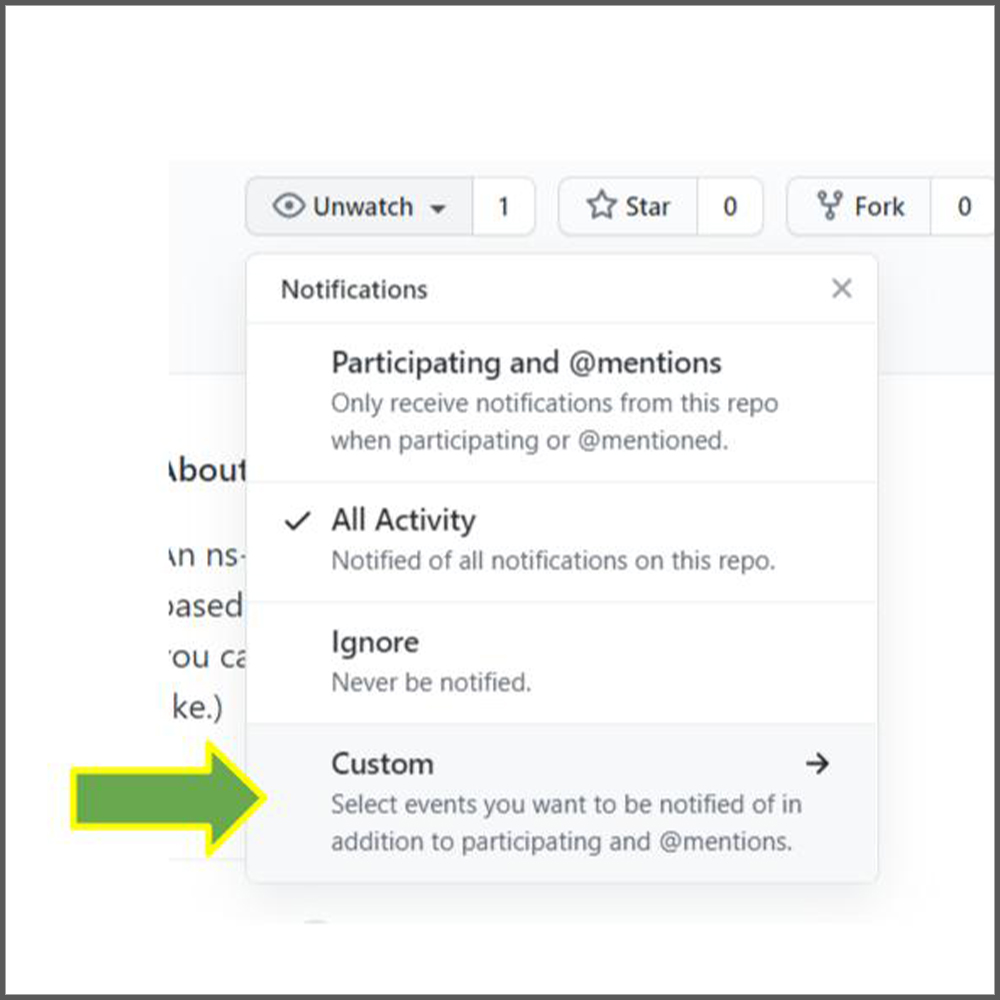 Unwatch 1 Star 0 Fork 0
Notifications
Participating and @mentions
Only receive notifications from this repo
when participating or @mentioned.
About
All Activity
Notified of all notifications on this repo.
An ns-
based
you ca
Ignore
Never be notified.
ke.)
Custom
Select events you want to be notified of in
addition to participating and @mentions.